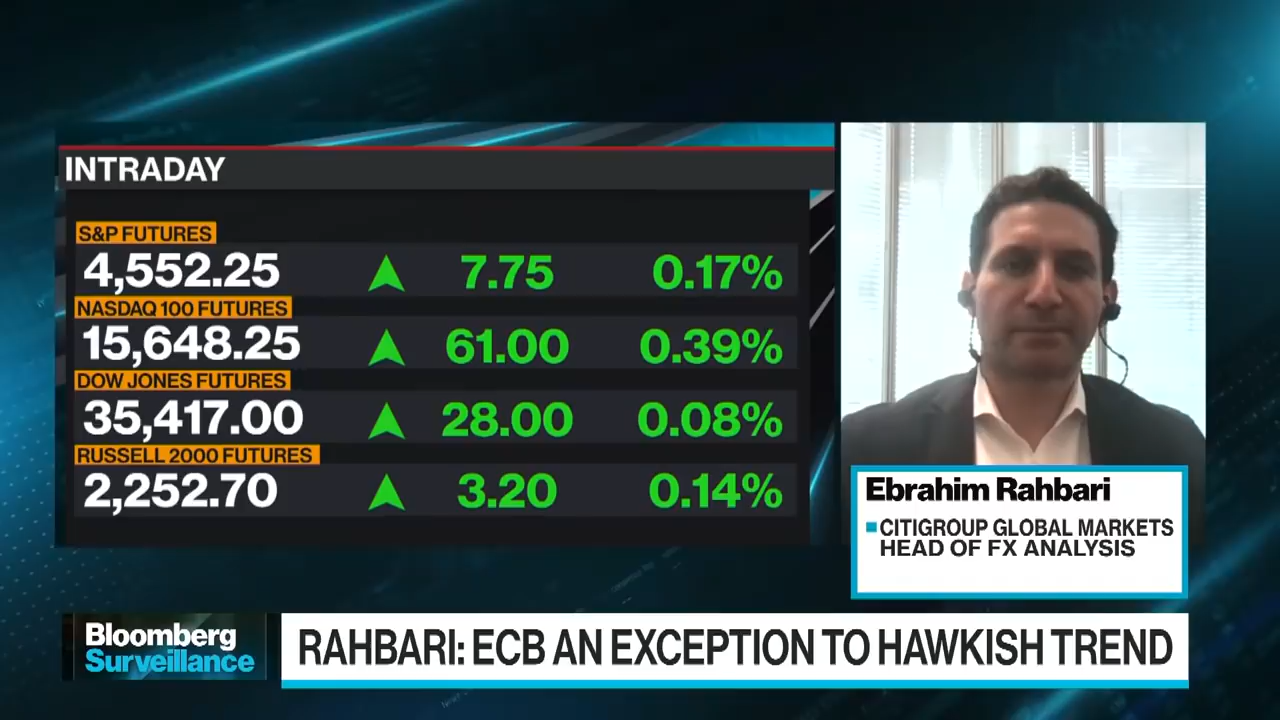 INTRADAY
S&P FUTURES
4,552.25 ▲ 7.75 0.17%
NASDAQ 100 FUTURES
15,648.25 ▲ 61.00 0.39%
DOW JONES FUTURES
35,417.00 ▲ 28.00 0.08%
RUSSELL 2000 FUTURES
2,252.70 ▲ 3.20 0.14%
Ebrahim Rahbari
CITIGROUP GLOBAL MARKETS
HEAD OF FX ANALYSIS
Bloomberg
Surveillance
RAHBARI: ECB AN EXCEPTION TO HAWKISH TREND